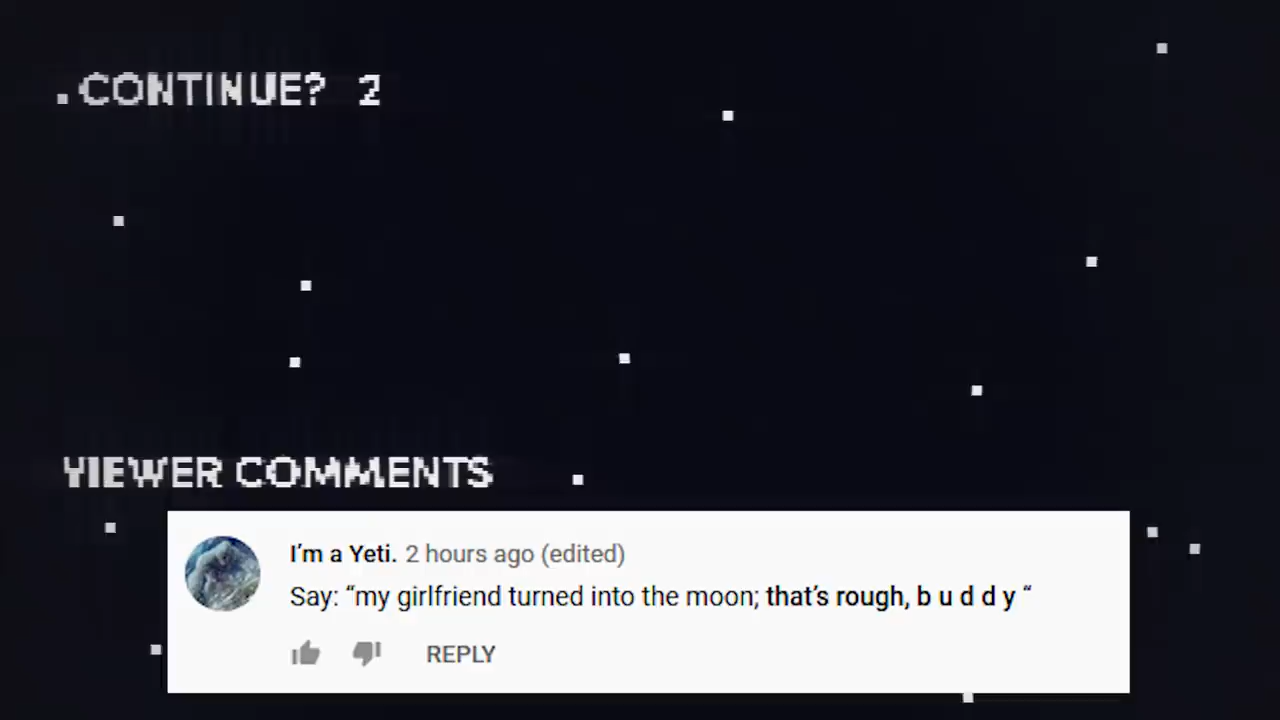 CONTINUE? 2
VIEWER COMMENTS
I’m a Yeti. 2 hours ago (edited)
Say: “my girlfriend turned into the moon; that’s rough, b u d d y “
REPLY